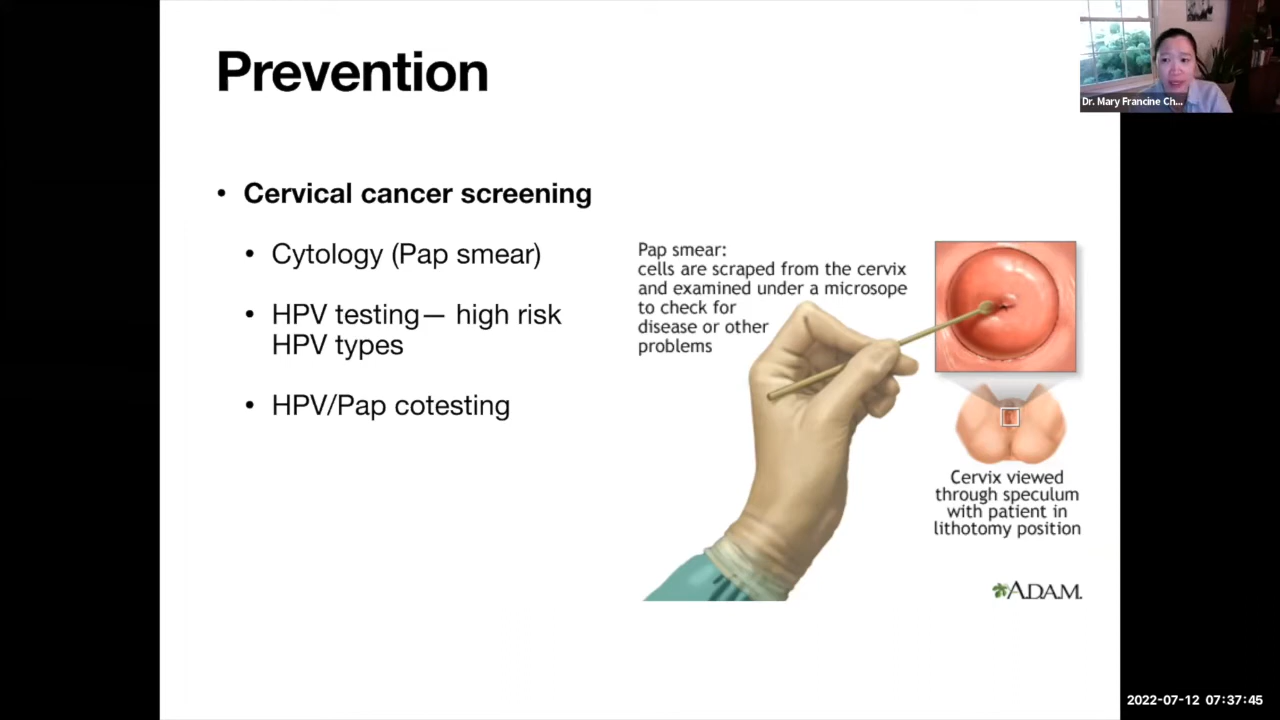 Prevention
Dr. Mary Francine Ch...
• Cervical cancer screening
• Cytology (Pap smear)
• HPV testing— high risk
HPV types
• HPV/Pap cotesting
Pap smear:
cells are scraped from the cervix
and examined under a microsope
to check for
disease or other
problems
Cervix viewed
through speculum
with patient in
lithotomy position
ADAM.
2022-07-12 07:37:45